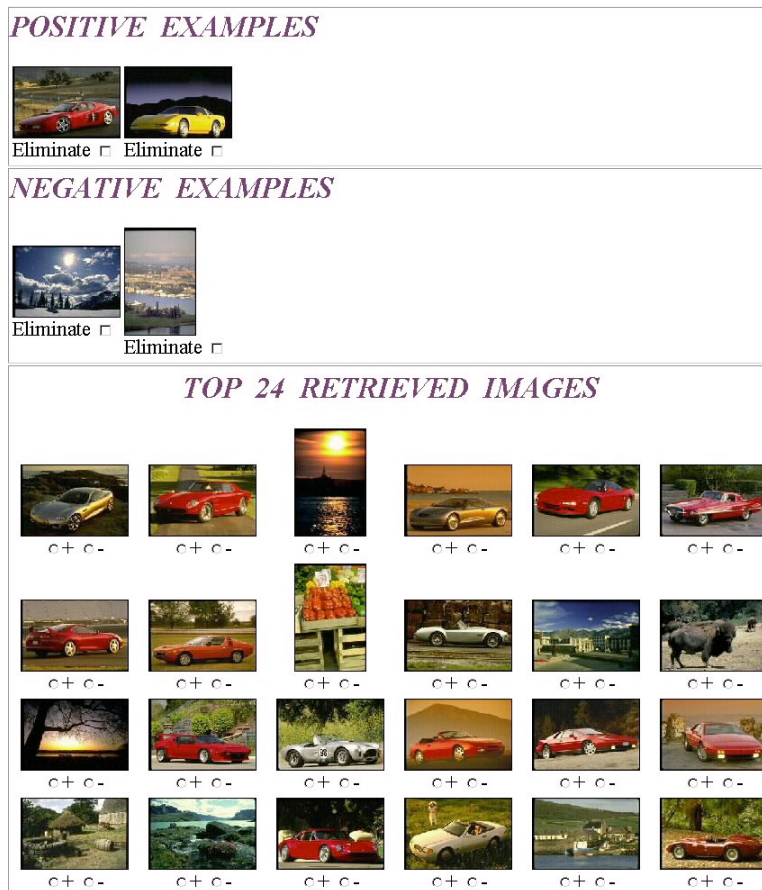 POSITIVE EXAMPLES
Eliminate Eliminate
NEGATIVE EXAMPLES
Eliminate
Eliminate
TOP 24 RETRIEVED IMAGES
+ - + - + - + - + - + -
+ - + - + - + - + - + -
+ - + - + - + - + - + -
+ - + - + - + - + - + -